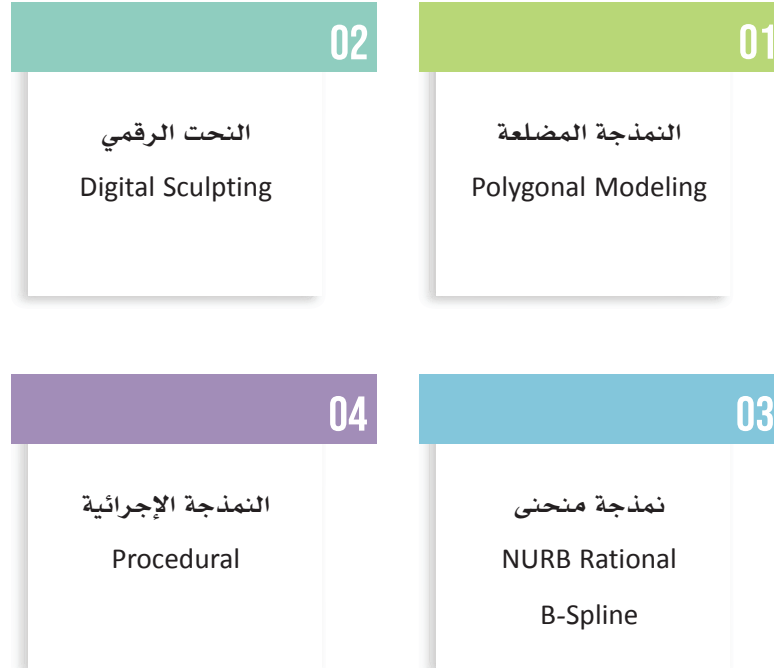 01
النمذجة المضلعة
Polygonal Modeling
02
النحت الرقمي
Digital Sculpting
03
نمذجة منحنى
NURB Rational
B-Spline
04
النمذجة الإجرائية
Procedural